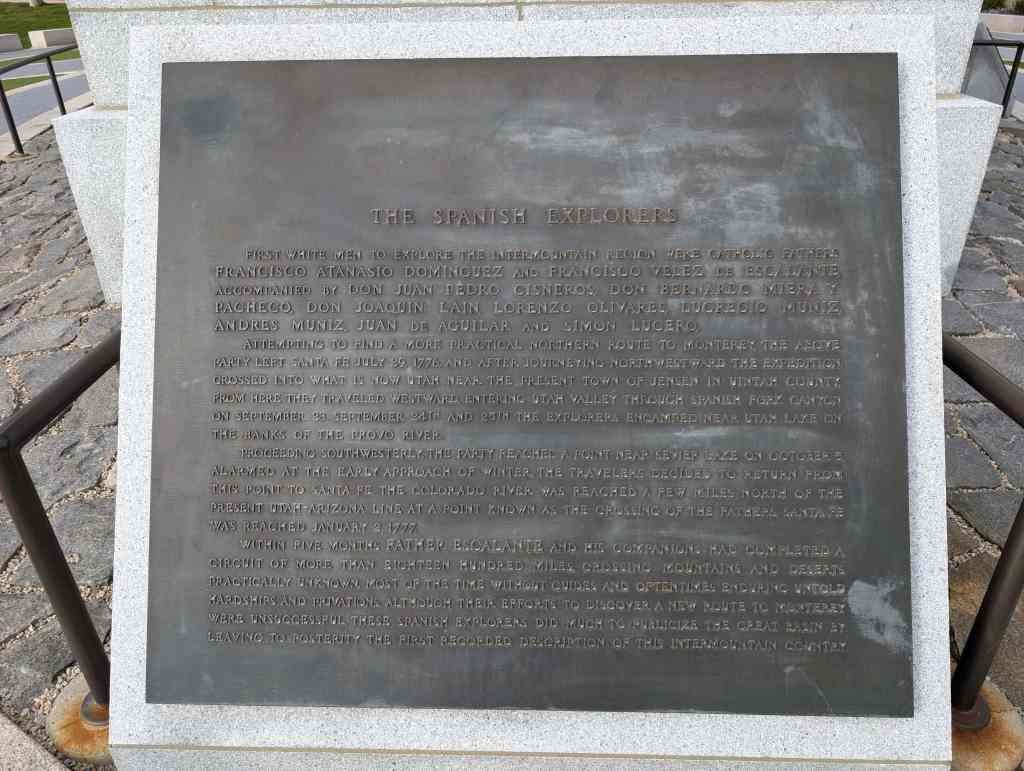 THE SPANISH EXPLORERS
FIRST WHITE MEN TO EXPLORE THE INTERMOUNTAIN REGION WERE CATHOLIC FATHERS
FRANCISCO ATANASIO DOMINGUEZ AND FRANCISCO VELEZ DE ESCALANTE,
ACCOMPANIED BY DON JUAN PEDRO CISNEROS, DON BERNARDO MIERA Y
PACHECO, DON JOAQUIN LAIN, LORENZO OLIVARES, LUCRECIO MUNIZ,
ANDRES MUNIZ, JUAN DE AGUILAR AND SIMON LUCERO.
ATTEMPTING TO FIND A MORE PRACTICAL NORTHERN ROUTE TO MONTEREY THE ABOVE
PARTY LEFT SANTA FE JULY 29, 1776, AND AFTER JOURNEYING NORTHWESTWARD THE EXPEDITION
CROSSED INTO WHAT IS NOW UTAH NEAR THE PRESENT TOWN OF JENSEN IN UINTAH COUNTY.
FROM HERE THEY TRAVELED WESTWARD, ENTERING UTAH VALLEY THROUGH SPANISH FORK CANYON
ON SEPTEMBER 23. SEPTEMBER 24TH AND 25TH THE EXPLORERS ENCAMPED NEAR UTAH LAKE ON
THE BANKS OF THE PROVO RIVER.
PROCEEDING SOUTHWESTERLY, THE PARTY REACHED A POINT NEAR SEVIER LAKE ON OCTOBER 8.
ALARMED AT THE EARLY APPROACH OF WINTER, THE TRAVELERS DECIDED TO RETURN FROM
THIS POINT TO SANTA FE. THE COLORADO RIVER WAS REACHED A FEW MILES NORTH OF THE
PRESENT UTAH-ARIZONA LINE AT A POINT KNOWN AS THE CROSSING OF THE FATHERS. SANTA FE
WAS REACHED JANUARY 2, 1777.
WITHIN FIVE MONTHS FATHER ESCALANTE AND HIS COMPANIONS HAD COMPLETED A
CIRCUIT OF MORE THAN EIGHTEEN HUNDRED MILES, CROSSING MOUNTAINS AND DESERTS
PRACTICALLY UNKNOWN, MOST OF THE TIME WITHOUT GUIDES AND OFTENTIMES ENDURING UNTOLD
HARDSHIPS AND PRIVATIONS. ALTHOUGH THEIR EFFORTS TO DISCOVER A NEW ROUTE TO MONTEREY
WERE UNSUCCESSFUL, THESE SPANISH EXPLORERS DID MUCH TO PUBLICIZE THE GREAT BASIN BY
LEAVING TO POSTERITY THE FIRST RECORDED DESCRIPTION OF THIS INTERMOUNTAIN COUNTRY.